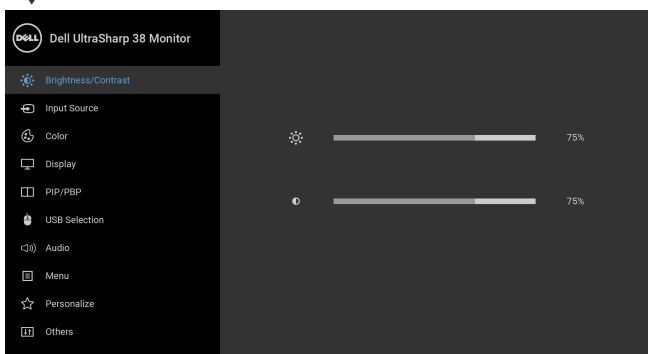 DELL
Dell UltraSharp 38 Monitor
Brightness/Contrast
Input Source
Color
75%
Display
PIP/PBP
75%
USB Selection
Audio
Menu
Personalize
Others